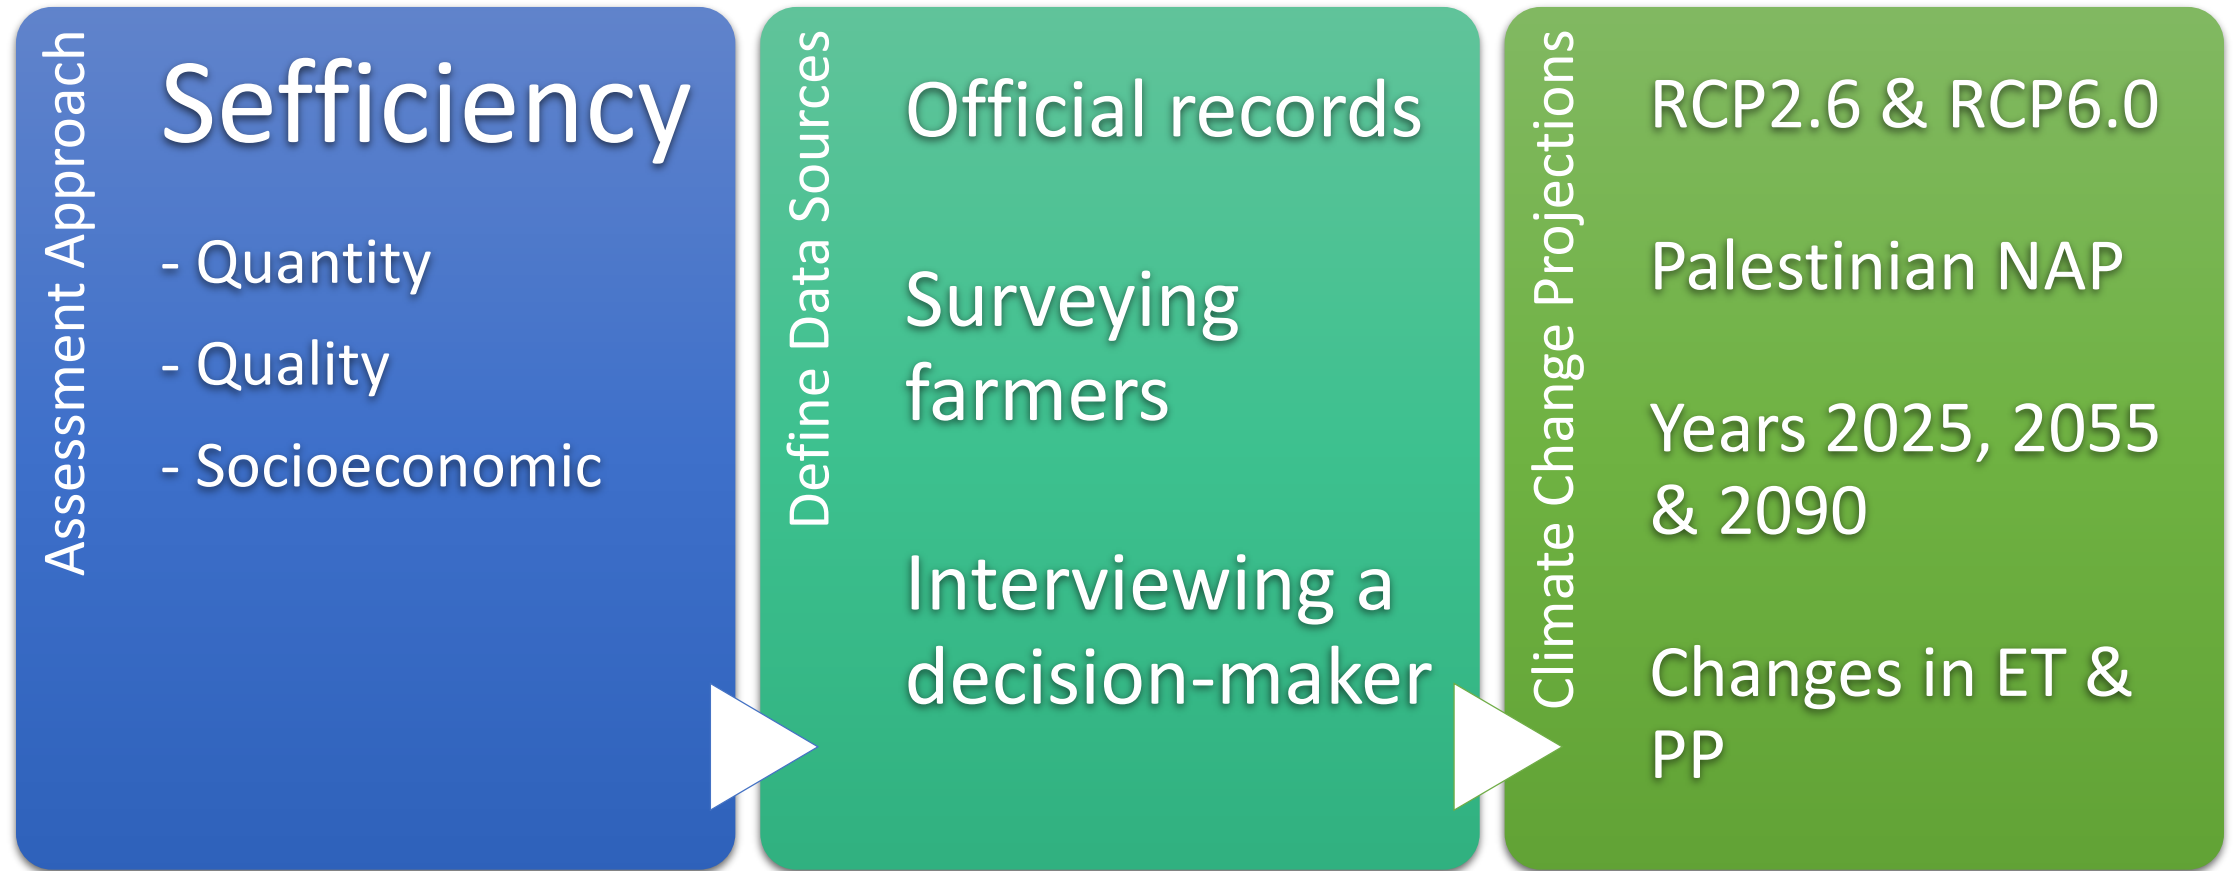 Assessment Approach
Sefficiency
- Quantity
- Quality
- Socioeconomic
Define Data Sources
Official records
Surveying
farmers
Interviewing a
decision-maker
Climate Change Projections
RCP2.6 & RCP6.0
Palestinian NAP
Years 2025, 2055
& 2090
Changes in ET &
PP